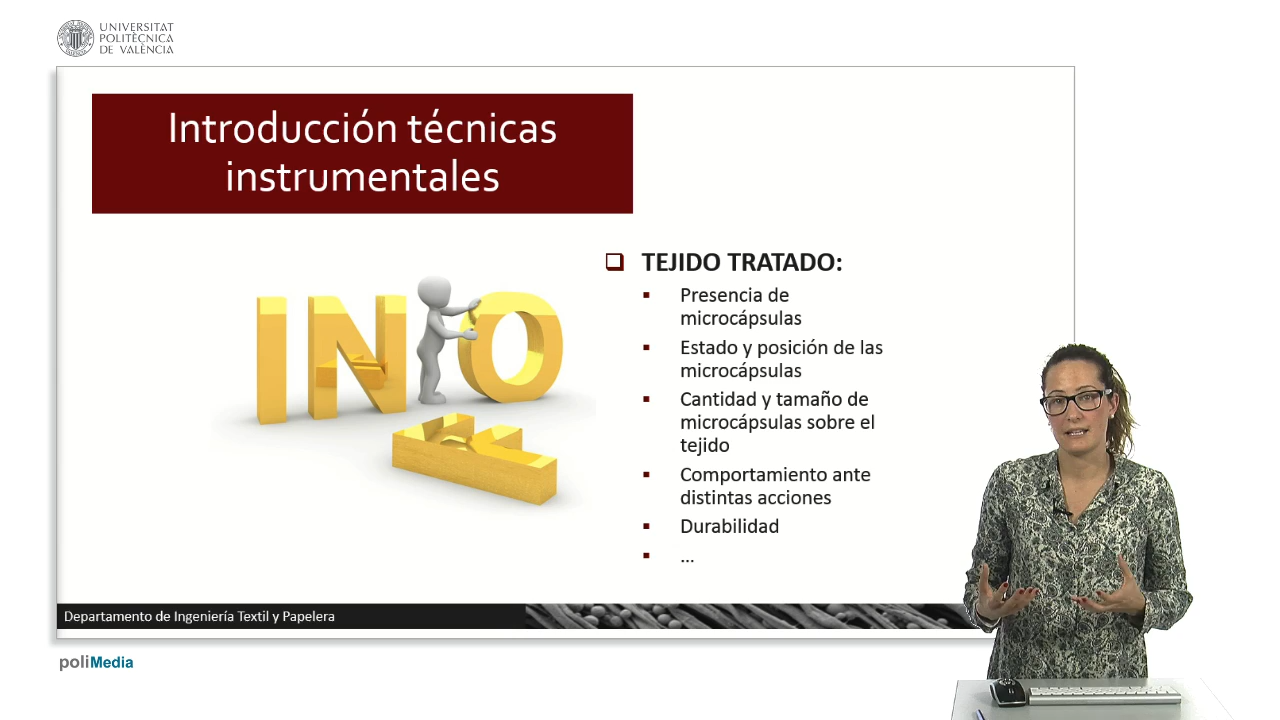 UNIVERSITAT
POLITÈCNICA
DE VALÈNCIA
Introducción técnicas
instrumentales
INFO
TEJIDO TRATADO:
Presencia de
microcápsulas
Estado y posición de las
microcápsulas
Cantidad y tamaño de
microcápsulas sobre el
tejido
Comportamiento ante
distintas acciones
Durabilidad
...
Departamento de Ingeniería Textil y Papelera
poliMedia